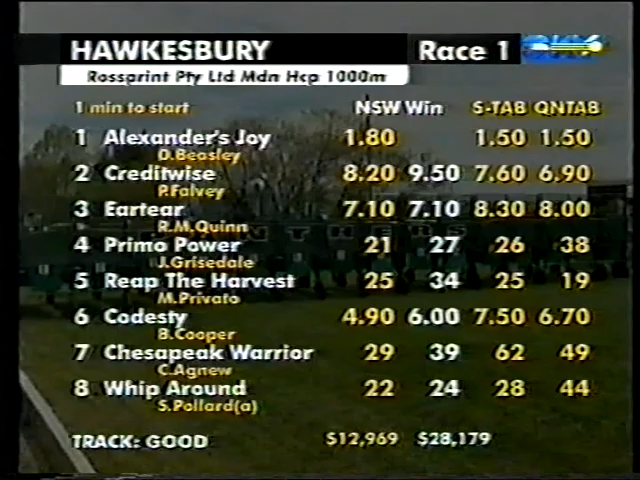 HAWKESBURY Race 1 SKY
Rossprint Pty Ltd Mdn Hcp 1000m
1 min to start NSW Win S-TAB QNTAB
1 Alexander's Joy 1.80 1.50 1.50
D.Beasley
2 Creditwise 8.20 9.50 7.60 6.90
P.Falvey
3 Eartear 7.10 7.10 8.30 8.00
R.M.Quinn
4 Primo Power 21 27 26 38
J.Grisedale
5 Reap The Harvest 25 34 25 19
M.Privato
6 Codesty 4.90 6.00 7.50 6.70
B.Cooper
7 Chesapeak Warrior 29 39 62 49
C.Agnew
8 Whip Around 22 24 28 44
S.Pollard(a)
TRACK: GOOD $12,969 $28,179